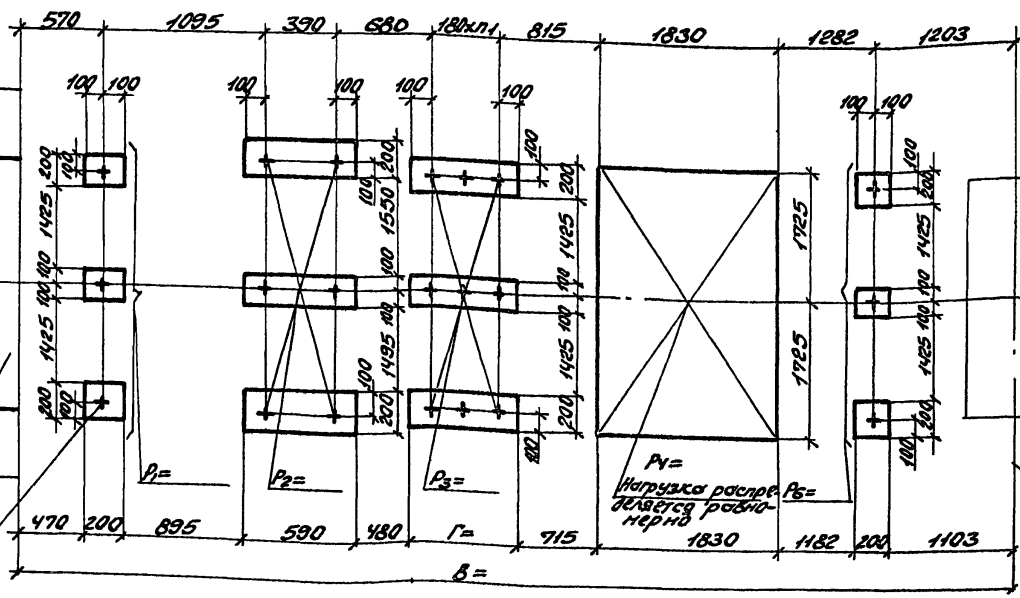 570 1095 390 680 180xn1 815 1830 1282 1203
100 100 100 100 100 100 100 100
200 100 1425 100 100 1425 200 100
200 100 1550 100 100 1495 100 200
100 200 1425 100 100 1425 200 100
1725 1725
100 200 1425 100 100 1425 200 100
P1=
P2=
P3=
P4=
Нагрузка распре-
деляется равно-
мерно
P5=
470 200 895 590 480 Г= 715 1830 1182 200 1103
В=